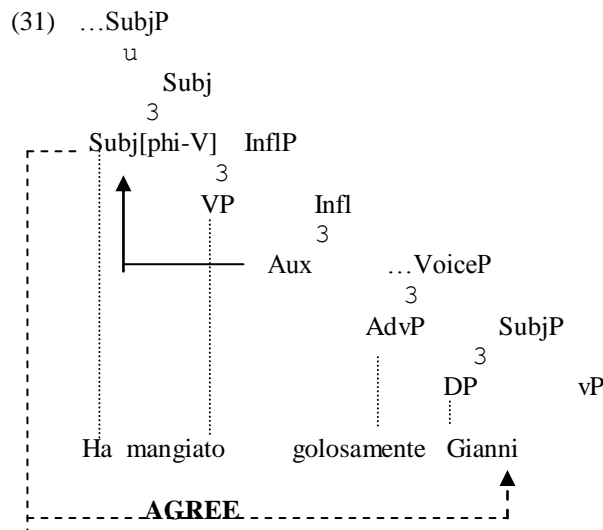 (31) …SubjP
u
Subj
3
Subj[phi-V] InflP
3
VP Infl
3
Aux …VoiceP
3
AdvP SubjP
3
DP vP
Ha mangiato golosamente Gianni
AGREE